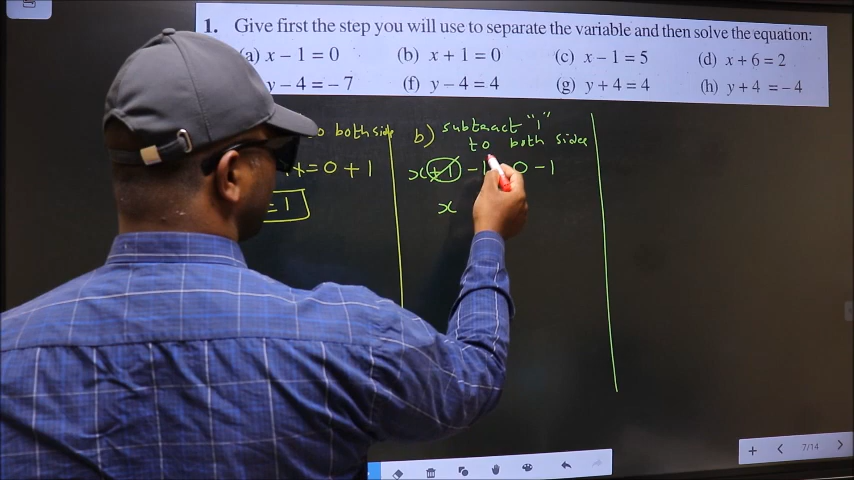 1. Give first the step you will use to separate the variable and then solve the equation:
(a) x − 1 = 0 (b) x + 1 = 0 (c) x − 1 = 5 (d) x + 6 = 2
y − 4 = − 7 (f) y − 4 = 4 (g) y + 4 = 4 (h) y + 4 = − 4
both side
b) subtract "1"
to both sides
= 0 + 1
x + 1 − 1 0 − 1
= 1
x
7/14